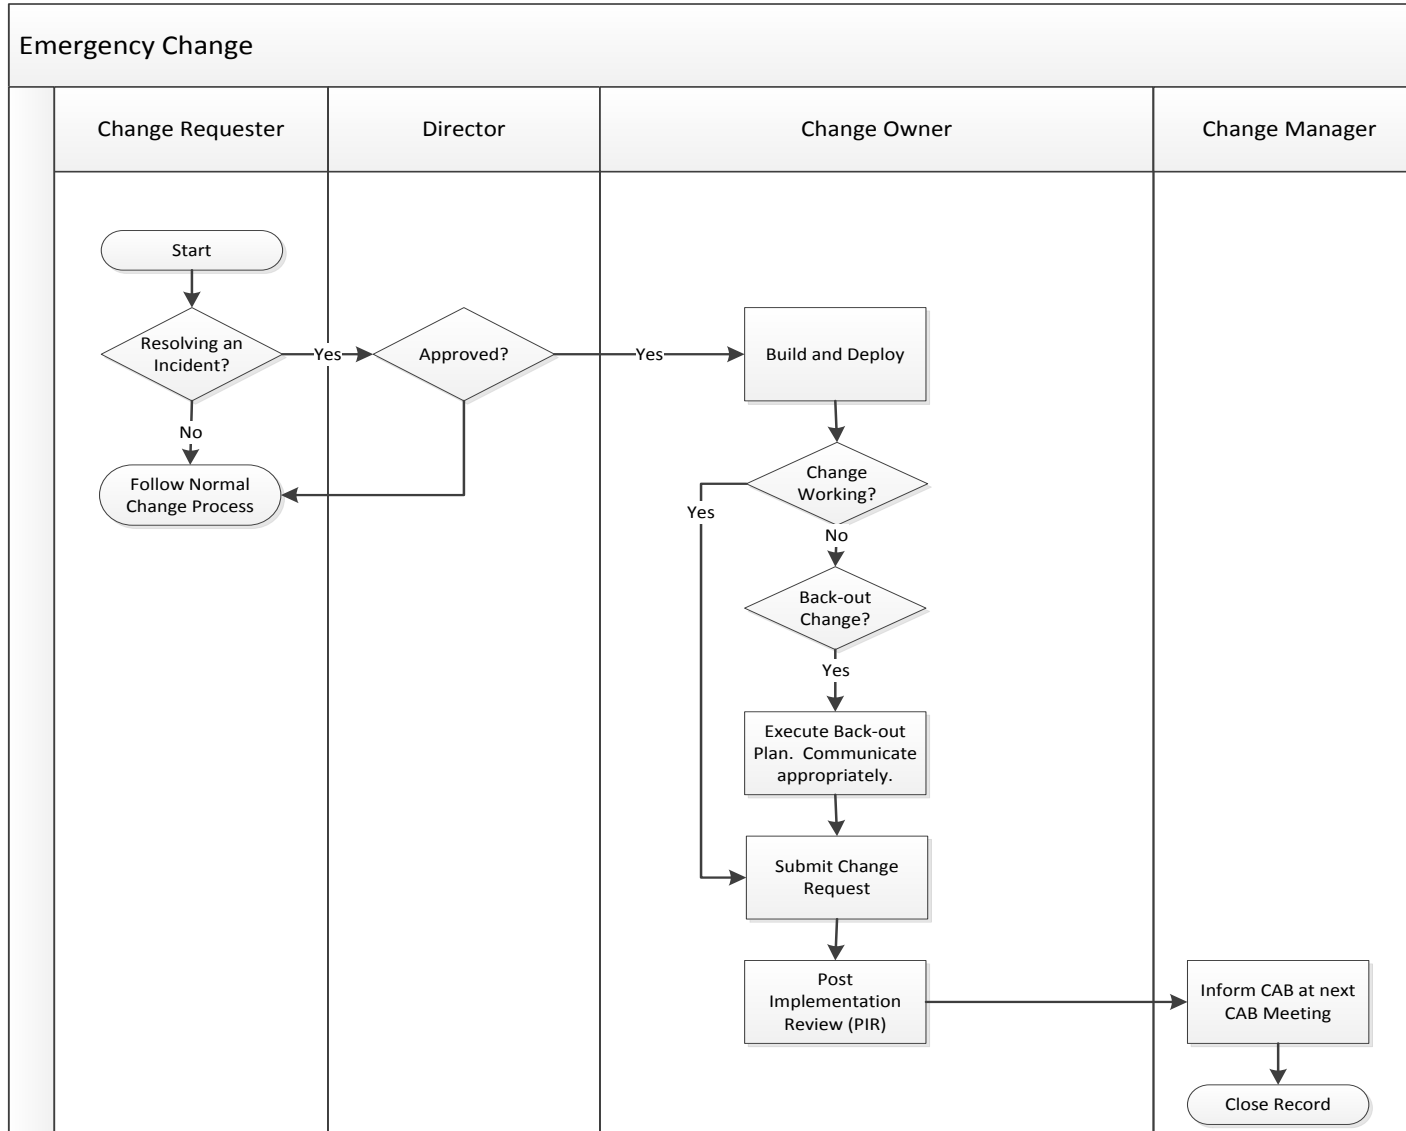 Emergency Change
Change Requester
Director
Change Owner
Change Manager
Start
Resolving an
Incident?
Yes
Approved?
Yes
Build and Deploy
No
Follow Normal
Change Process
Change
Working?
Yes
No
Back-out
Change?
Yes
Execute Back-out
Plan.  Communicate
appropriately.
Submit Change
Request
Post
Implementation
Review (PIR)
Inform CAB at next
CAB Meeting
Close Record